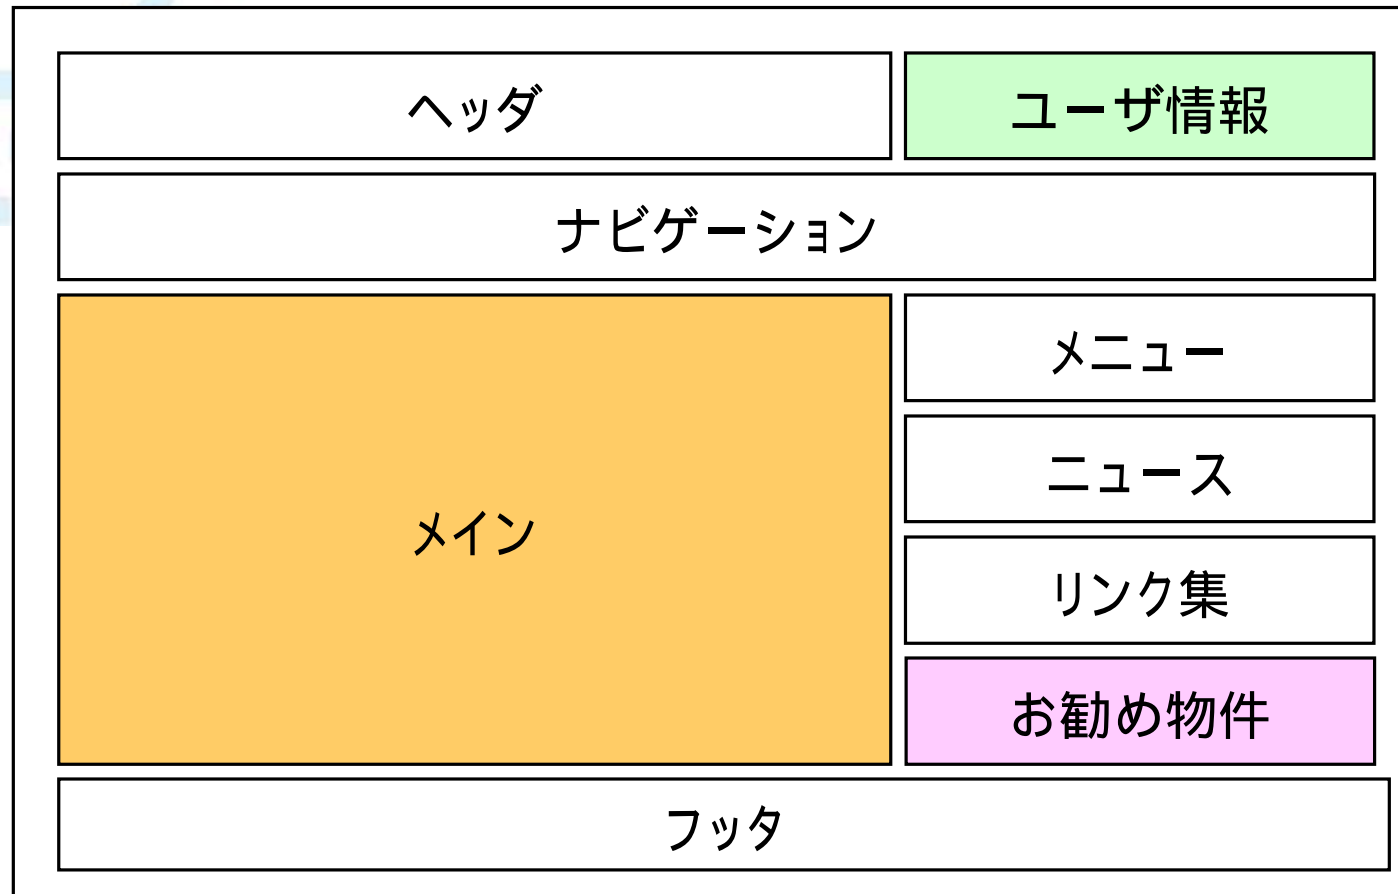 ヘッダ
ユーザ情報
ナビゲーション
メイン
メニュー
ニュース
リンク集
お勧め物件
フッタ